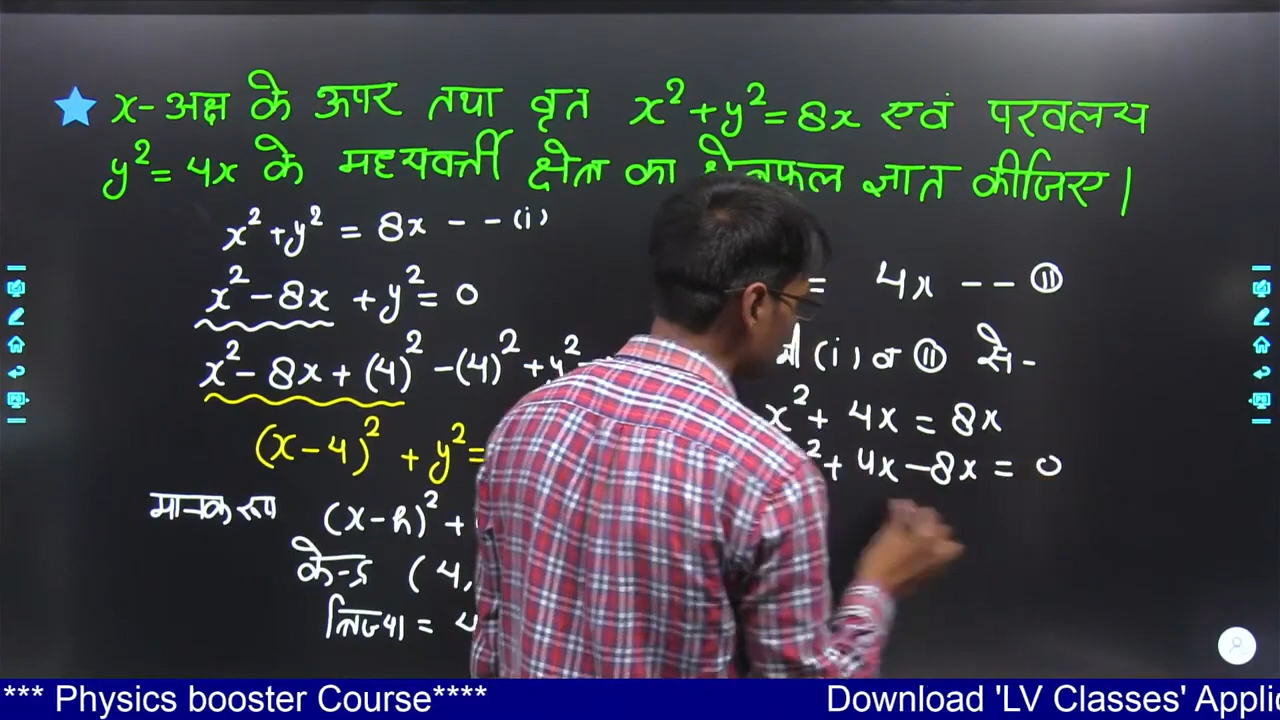 x-अक्ष के ऊपर तथा वृत x²+y²=8x एवं परवलय
y²=4x के मध्यवर्त्ती क्षेत्र का क्षेत्रफल ज्ञात कीजिए।
x²+y² = 8x -- (i)
x²-8x + y² = 0
x²-8x+(4)² -(4)² +y²
(x-4)² + y² =
मानक रूप (x-h)² +
केन्द्र (4,
त्रिज्या = 4
= 4x -- (ii)
(i) व (ii) से-
x² + 4x = 8x
² + 4x - 8x = 0
*** Physics booster Course****
Download 'LV Classes' Applic